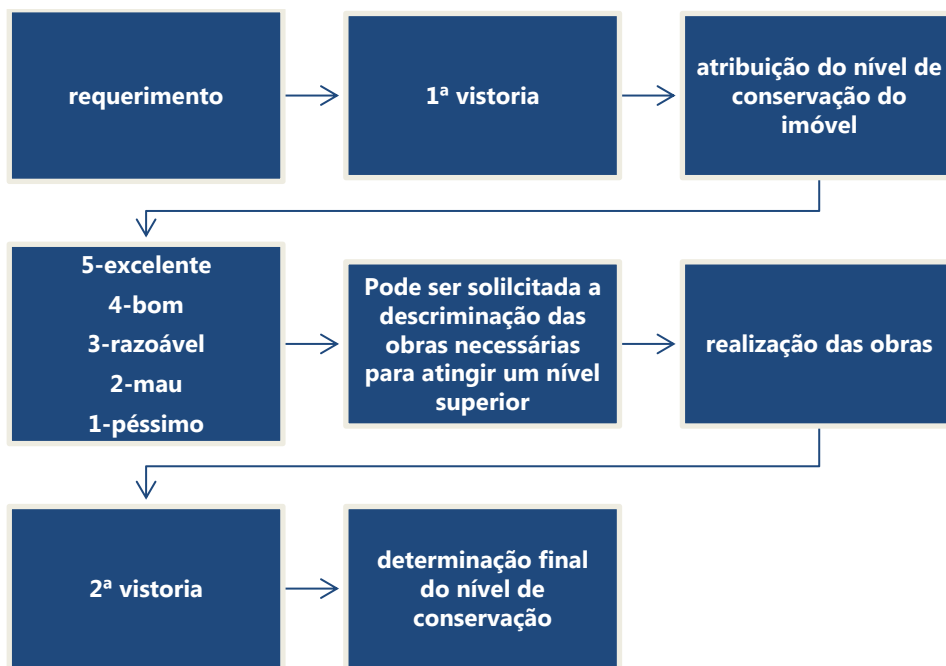 requerimento
1ª vistoria
atribuição do nível de
conservação do
imóvel
5-excelente
4-bom
3-razoável
2-mau
1-péssimo
Pode ser solilcitada a
descriminação das
obras necessárias
para atingir um nível
superior
realização das obras
2ª vistoria
determinação final
do nível de
conservação